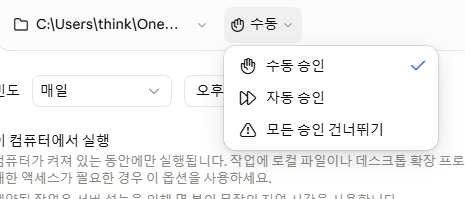 C:\Users\think\One...
수동
수동 승인
자동 승인
모든 승인 건너뛰기
매일
오후
컴퓨터에서 실행
컴퓨터가 켜져 있는 동안에만 실행됩니다. 작업에 로컬 파일이나 데스크톱 확장 프로
대한 액세스가 필요한 경우 이 옵션을 사용하세요.